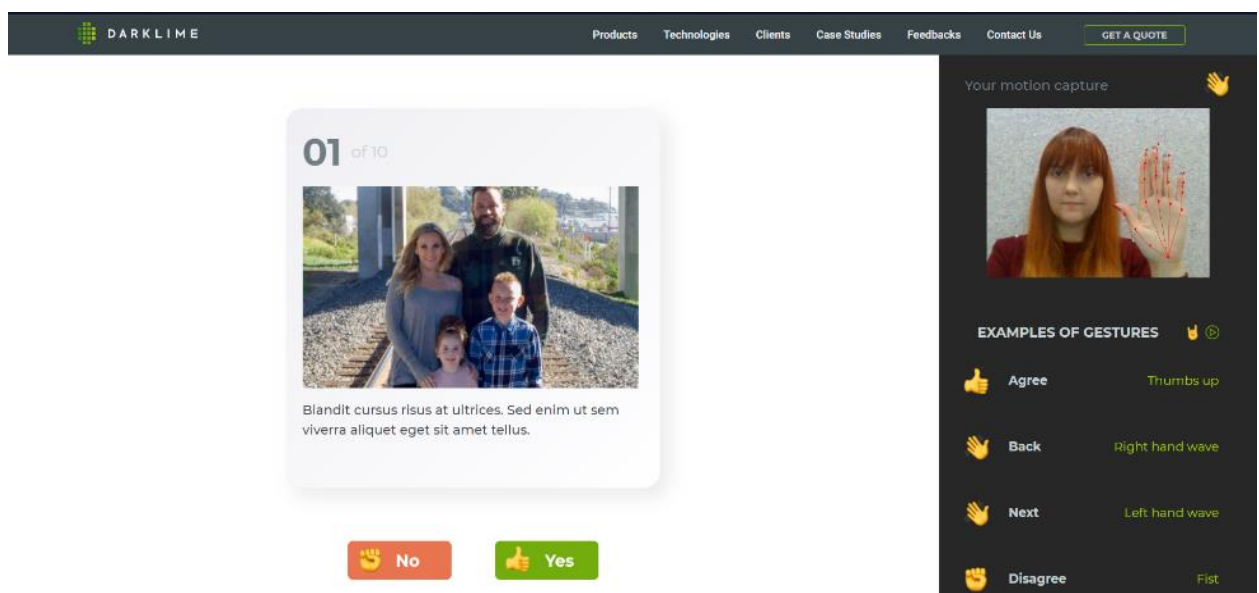 DARKLIME
Products Technologies Clients Case Studies Feedbacks Contact Us GET A QUOTE
01 of 10
Blandit cursus risus at ultrices. Sed enim ut sem
viverra aliquet eget sit amet tellus.
No Yes
Your motion capture
EXAMPLES OF GESTURES
Agree Thumbs up
Back Right hand wave
Next Left hand wave
Disagree Fist